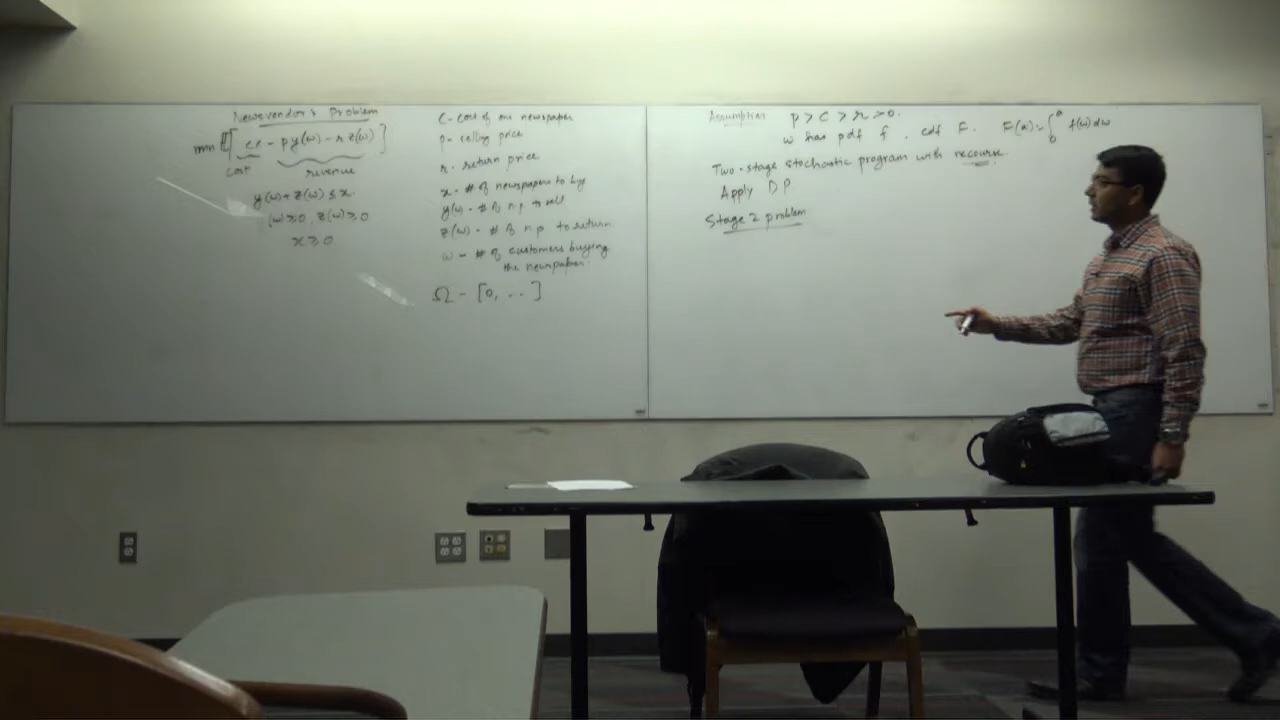 Newsvendor's Problem
min E[ cx - py(ω) - r z(ω) ]
cost revenue
y(ω) + z(ω) ≤ x
y(ω) ≥ 0, z(ω) ≥ 0
x ≥ 0
c - cost of one newspaper
p - selling price
r - return price
x - # of newspapers to buy
y(ω) - # of n.p to sell
z(ω) - # of n.p to return
ω - # of customers buying
the newspaper.
Ω - [0, ... ]
Assumption p > c > r > 0.
ω has pdf f , cdf F. F(a) = ∫₀ᵃ f(ω) dω
Two-stage stochastic program with recourse
Apply DP
Stage 2 problem